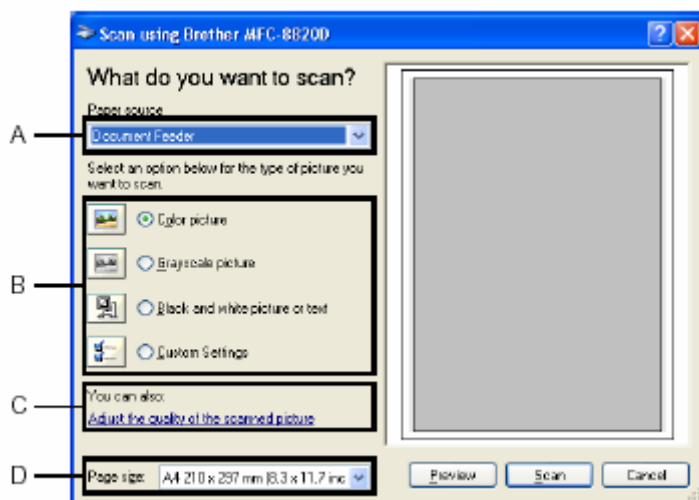 Scan using Brother MFC-8820D
What do you want to scan?
Paper source
A
Document Feeder
Select an option below for the type of picture you
want to scan.
Color picture
Grayscale picture
B
Black and white picture or text
Custom Settings
You can also:
C
Adjust the quality of the scanned picture
D
Page size:
A4 210 x 297 mm (8.3 x 11.7 inc
Preview
Scan
Cancel